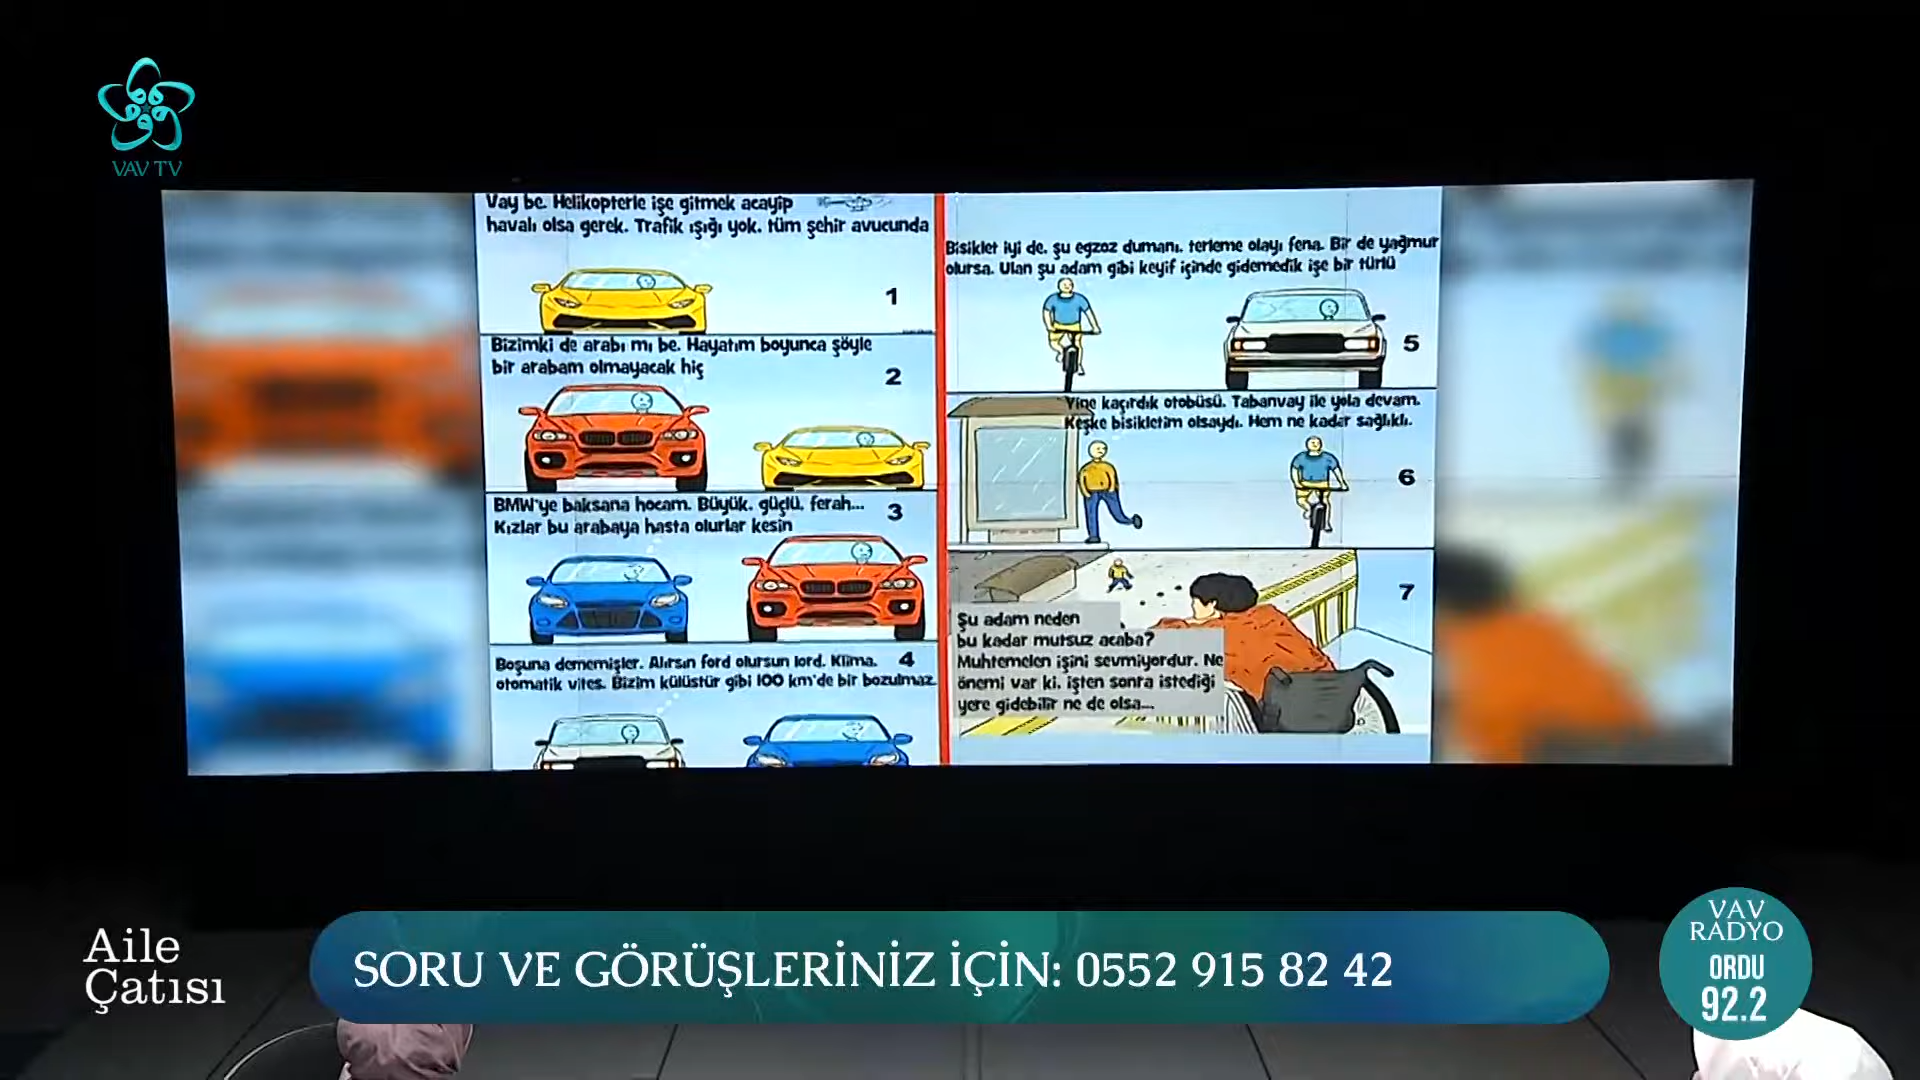 VAV TV
Vay be. Helikopterle işe gitmek acayip
havalı olsa gerek. Trafik ışığı yok. tüm şehir avucunda
1
Bizimki de arabı mı be. Hayatım boyunca şöyle
bir arabam olmayacak hiç
2
BMW'ye baksana hocam. Büyük. güçlü. ferah...
Kızlar bu arabaya hasta olurlar kesin
3
Boşuna dememişler. Alırsın ford olursun lord. Klima.
otomatik vites. Bizim külüstür gibi 100 km'de bir bozulmaz.
4
Bisiklet iyi de. şu egzoz dumanı. terleme olayı fena. Bir de yağmur
olursa. Ulan şu adam gibi keyif içinde gidemedik işe bir türlü
5
Yine kaçırdık otobüsü. Tabanvay ile yola devam.
Keşke bisikletim olsaydı. Hem ne kadar sağlıklı.
6
7
Şu adam neden
bu kadar mutsuz acaba?
Muhtemelen işini sevmiyordur. Ne
önemi var ki. işten sonra istediği
yere gidebilir ne de olsa...
Aile
Çatısı
SORU VE GÖRÜŞLERİNİZ İÇİN: 0552 915 82 42
VAV
RADYO
ORDU
92.2